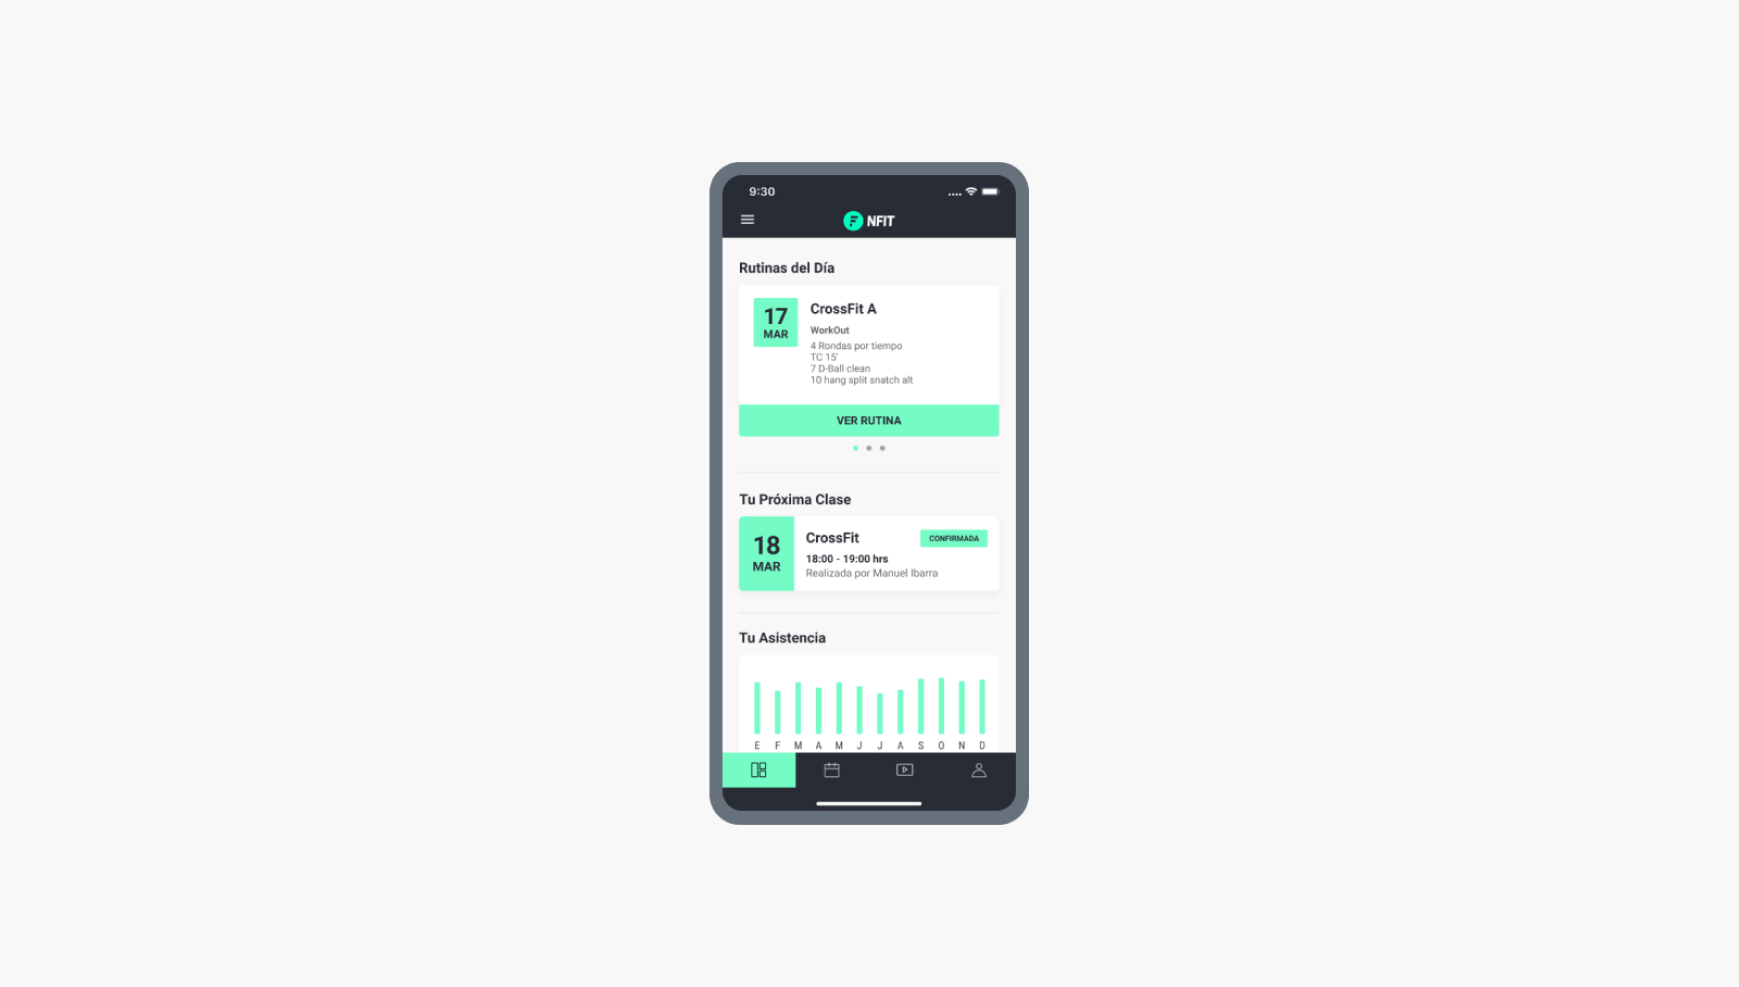 9:30
NFIT
Rutinas del Día
17
MAR
CrossFit A
WorkOut
4 Rondas por tiempo
TC 15'
7 D-Ball clean
10 hang split snatch alt
VER RUTINA
Tu Próxima Clase
18
MAR
CrossFit
CONFIRMADA
18:00 - 19:00 hrs
Realizada por Manuel Ibarra
Tu Asistencia
E F M A M J J A S O N D